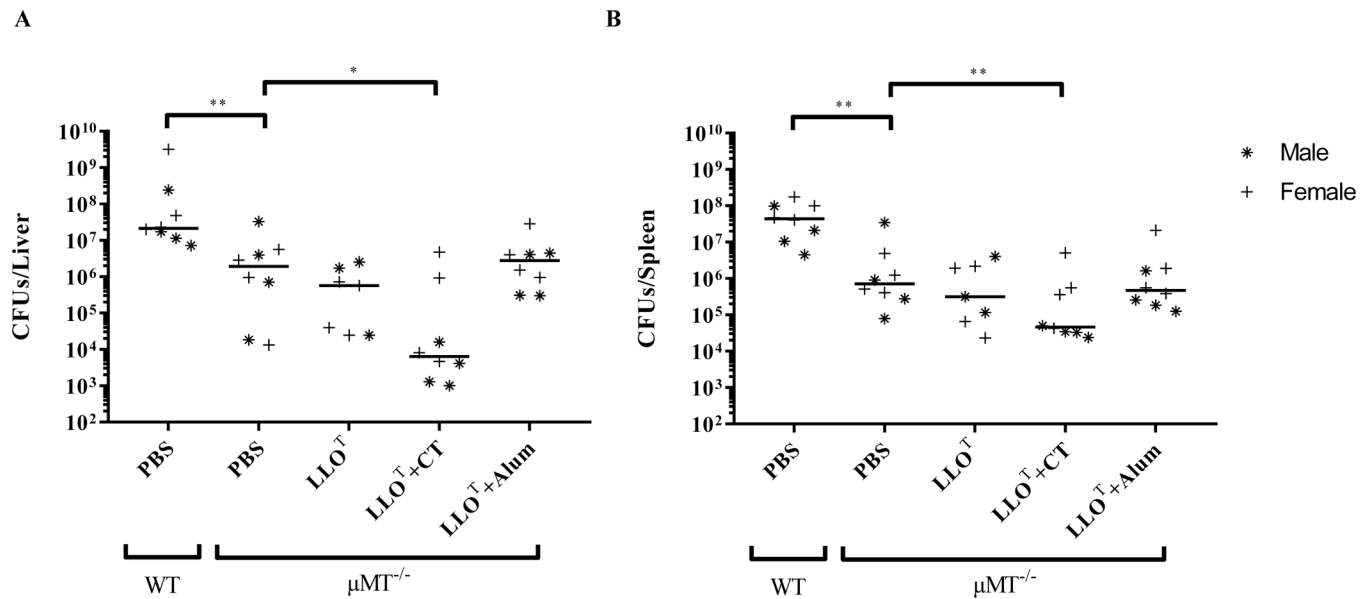 A
B
*
**
**
**
10^10
10^9
10^8
10^7
10^6
10^5
10^4
10^3
10^2
CFUs/Liver
PBS
PBS
LLO^T
LLO^T+CT
LLO^T+Alum
WT
μMT^-/-
10^10
10^9
10^8
10^7
10^6
10^5
10^4
10^3
10^2
CFUs/Spleen
PBS
PBS
LLO^T
LLO^T+CT
LLO^T+Alum
WT
μMT^-/-
Male
Female